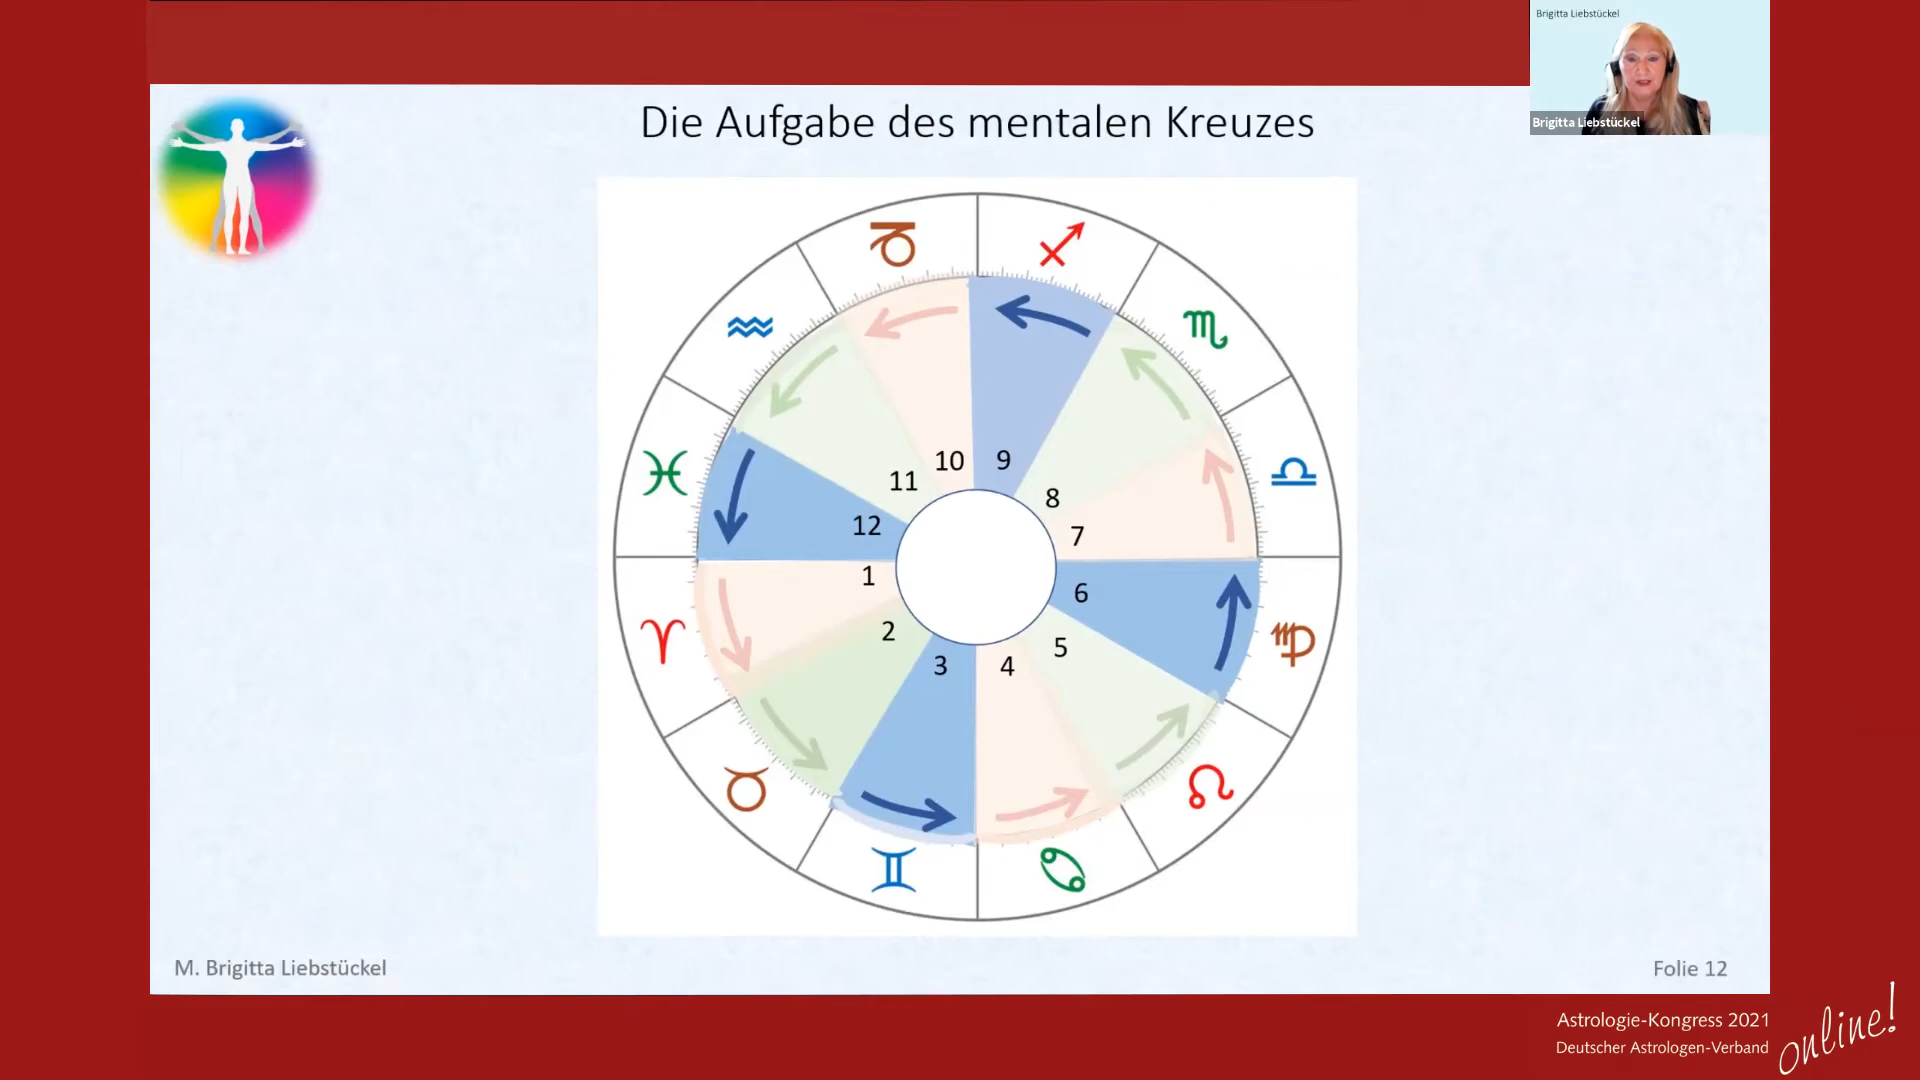 Brigitta Liebstückel
Brigitta Liebstückel
Die Aufgabe des mentalen Kreuzes
10
9
11
8
12
7
1
6
2
5
3
4
M. Brigitta Liebstückel
Folie 12
Astrologie-Kongress 2021
Deutscher Astrologen-Verband
online!